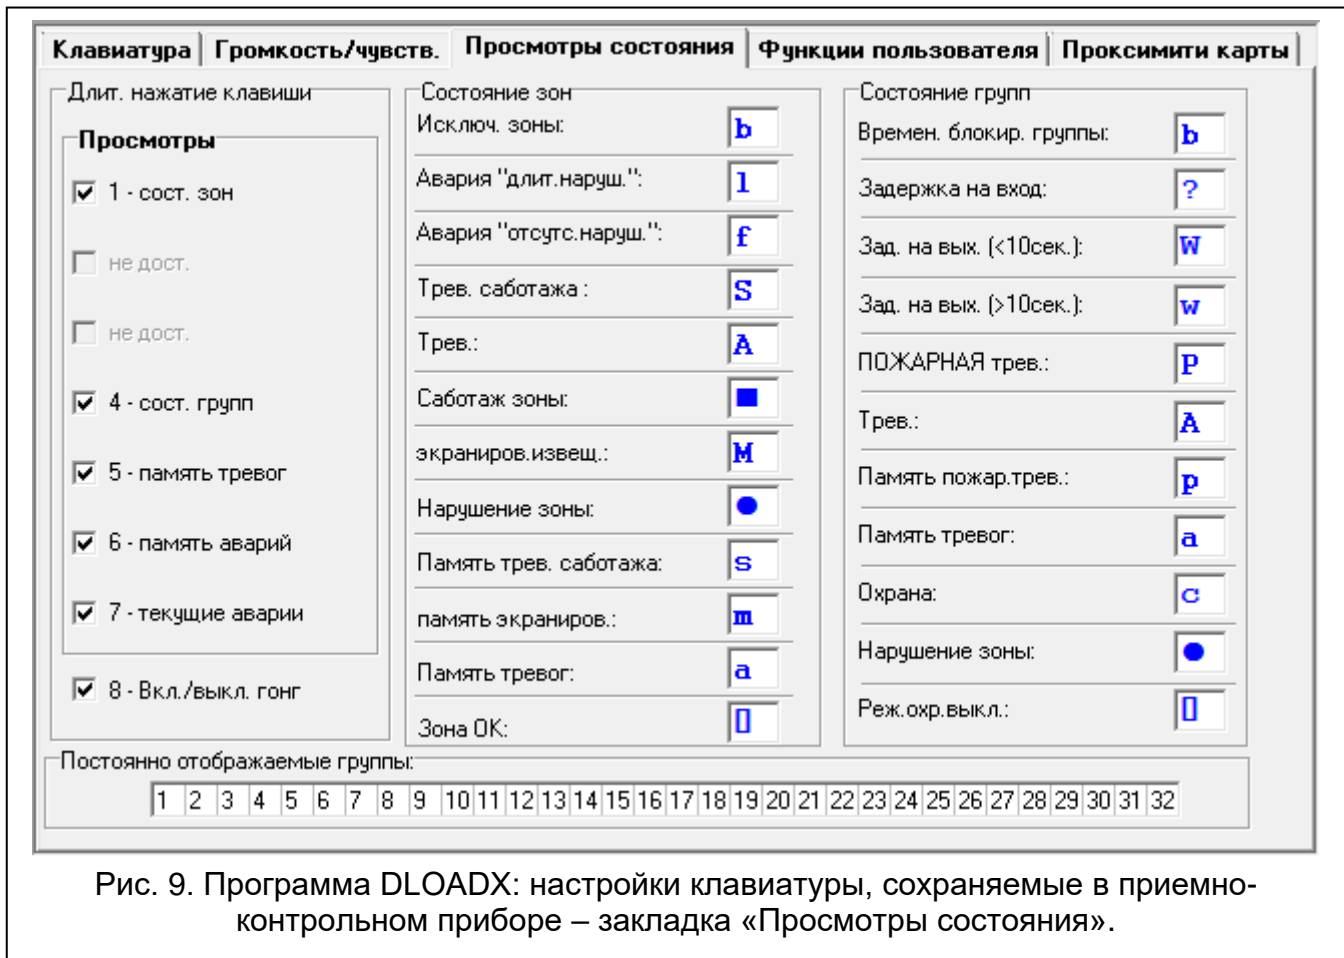 Клавиатура Громкость/чувств. Просмотры состояния Функции пользователя Проксимити карты
Длит. нажатие клавиши
Просмотры
1 - сост. зон
не дост.
не дост.
4 - сост. групп
5 - память тревог
6 - память аварий
7 - текущие аварии
8 - Вкл./выкл. гонг
Состояние зон
Исключ. зоны: b
Авария "длит.наруш.": l
Авария "отсутс.наруш.": f
Трев. саботажа : S
Трев.: A
Саботаж зоны: ■
экраниров.извещ.: M
Нарушение зоны: ●
Память трев. саботажа: s
память экраниров.: m
Память тревог: a
Зона ОК: []
Состояние групп
Времен. блокир. группы: b
Задержка на вход: ?
Зад. на вых. (<10сек.): W
Зад. на вых. (>10сек.): w
ПОЖАРНАЯ трев.: P
Трев.: A
Память пожар.трев.: p
Память тревог: a
Охрана: c
Нарушение зоны: ●
Реж.охр.выкл.: []
Постоянно отображаемые группы:
1 2 3 4 5 6 7 8 9 10 11 12 13 14 15 16 17 18 19 20 21 22 23 24 25 26 27 28 29 30 31 32
Рис. 9. Программа DLOADX: настройки клавиатуры, сохраняемые в приемно-
контрольном приборе – закладка «Просмотры состояния».